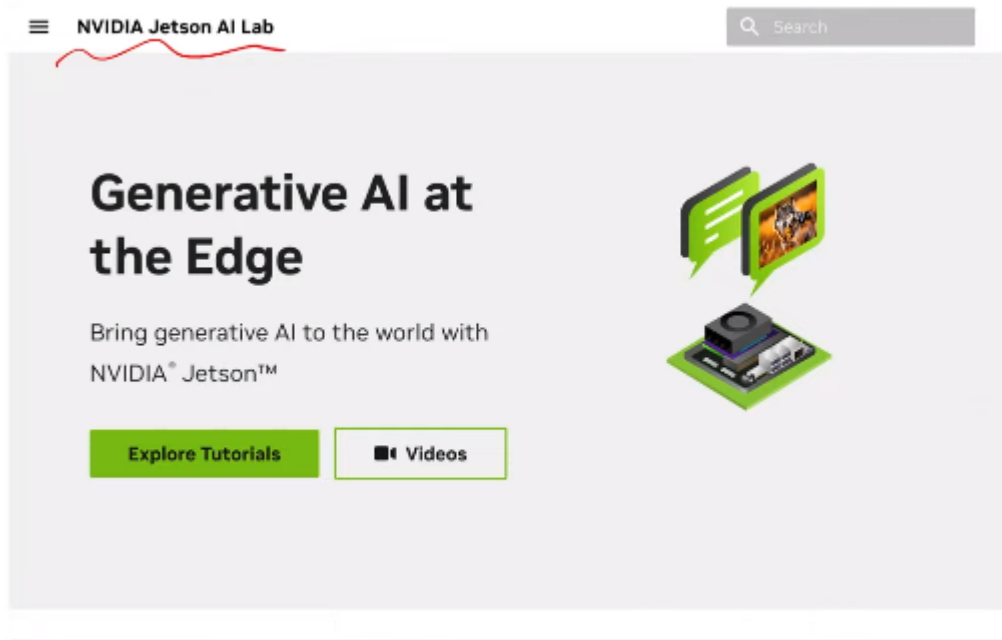 NVIDIA Jetson AI Lab
Search
Generative AI at
the Edge
Bring generative AI to the world with
NVIDIA® Jetson™
Explore Tutorials
Videos